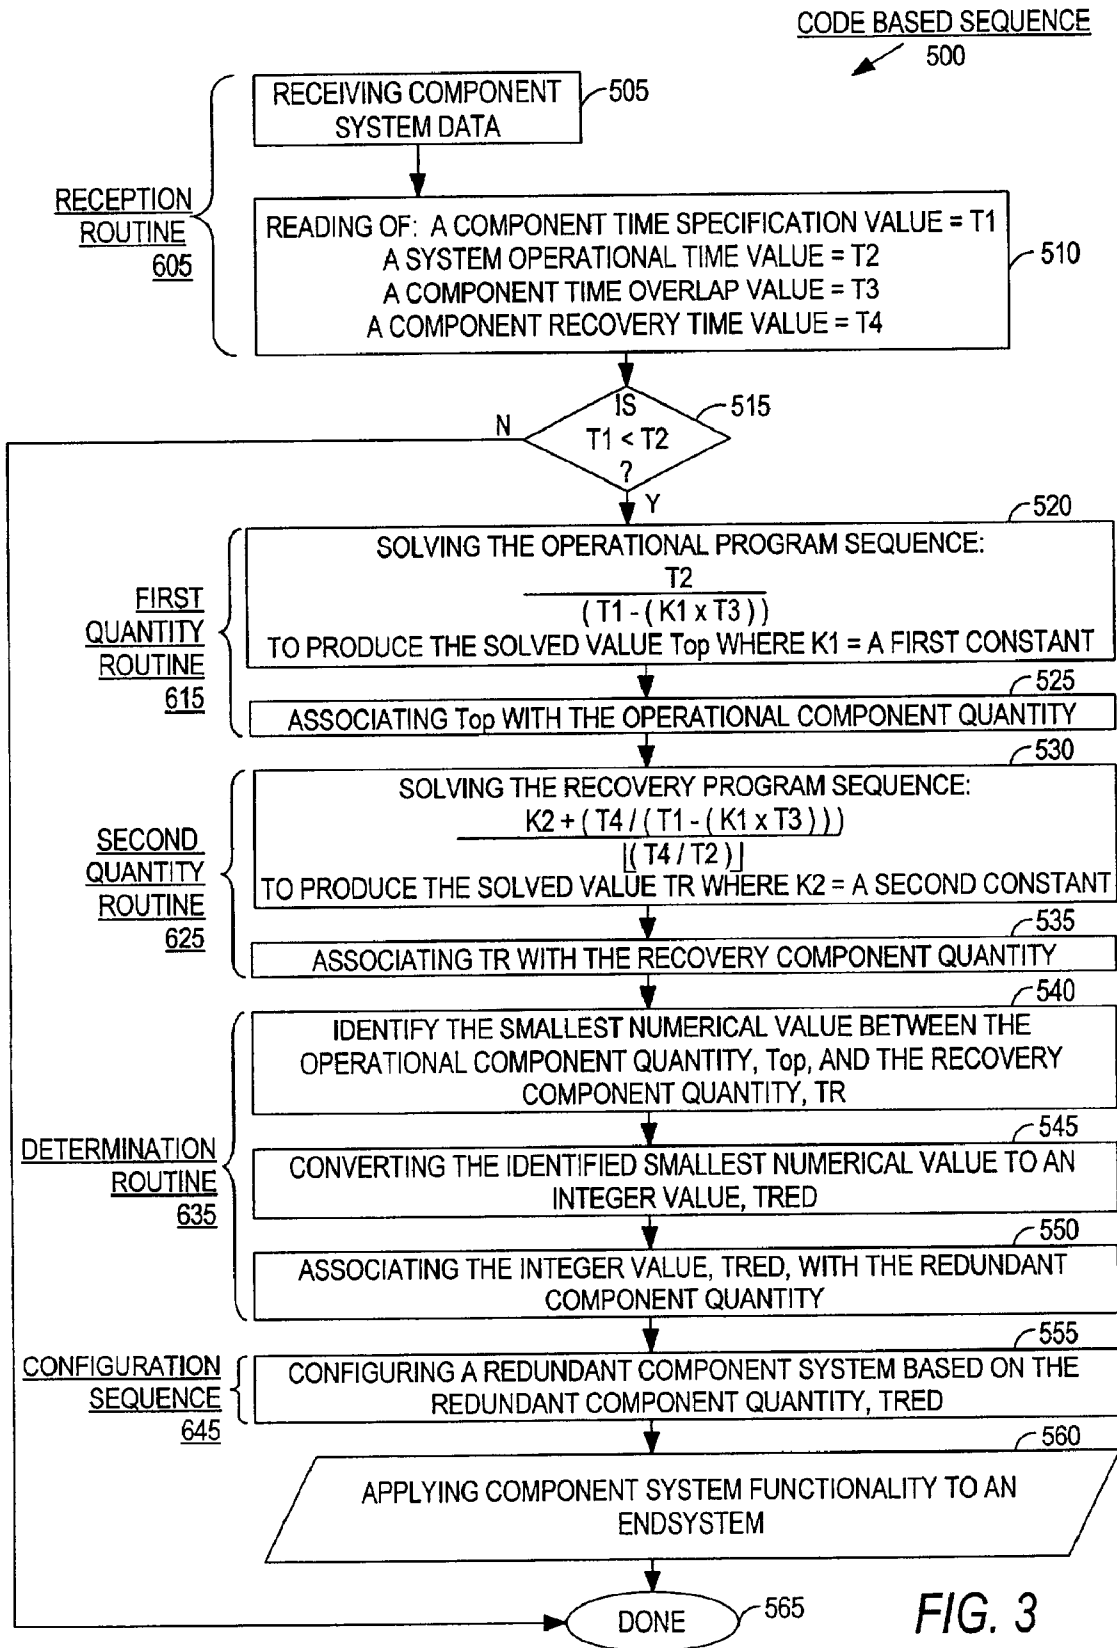 CODE BASED SEQUENCE
500
RECEIVING COMPONENT
SYSTEM DATA
505
RECEPTION
ROUTINE
605
READING OF: A COMPONENT TIME SPECIFICATION VALUE = T1
A SYSTEM OPERATIONAL TIME VALUE = T2
A COMPONENT TIME OVERLAP VALUE = T3
A COMPONENT RECOVERY TIME VALUE = T4
510
IS
T1 < T2
?
515
N
Y
520
FIRST
QUANTITY
ROUTINE
615
SOLVING THE OPERATIONAL PROGRAM SEQUENCE:
T2
( T1 - ( K1 x T3 ) )
TO PRODUCE THE SOLVED VALUE Top WHERE K1 = A FIRST CONSTANT
525
ASSOCIATING Top WITH THE OPERATIONAL COMPONENT QUANTITY
530
SECOND
QUANTITY
ROUTINE
625
SOLVING THE RECOVERY PROGRAM SEQUENCE:
K2 + ( T4 / ( T1 - ( K1 x T3 ) ) )
⌊( T4 / T2 )⌋
TO PRODUCE THE SOLVED VALUE TR WHERE K2 = A SECOND CONSTANT
535
ASSOCIATING TR WITH THE RECOVERY COMPONENT QUANTITY
540
DETERMINATION
ROUTINE
635
IDENTIFY THE SMALLEST NUMERICAL VALUE BETWEEN THE
OPERATIONAL COMPONENT QUANTITY, Top, AND THE RECOVERY
COMPONENT QUANTITY, TR
545
CONVERTING THE IDENTIFIED SMALLEST NUMERICAL VALUE TO AN
INTEGER VALUE, TRED
550
ASSOCIATING THE INTEGER VALUE, TRED, WITH THE REDUNDANT
COMPONENT QUANTITY
555
CONFIGURATION
SEQUENCE
645
CONFIGURING A REDUNDANT COMPONENT SYSTEM BASED ON THE
REDUNDANT COMPONENT QUANTITY, TRED
560
APPLYING COMPONENT SYSTEM FUNCTIONALITY TO AN
ENDSYSTEM
DONE
565
FIG. 3